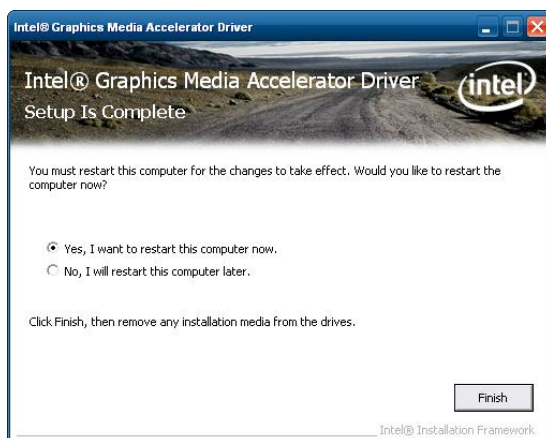 Intel® Graphics Media Accelerator Driver
Intel® Graphics Media Accelerator Driver
(intel)
Setup Is Complete
You must restart this computer for the changes to take effect. Would you like to restart the
computer now?
Yes, I want to restart this computer now.
No, I will restart this computer later.
Click Finish, then remove any installation media from the drives.
Finish
Intel® Installation Framework